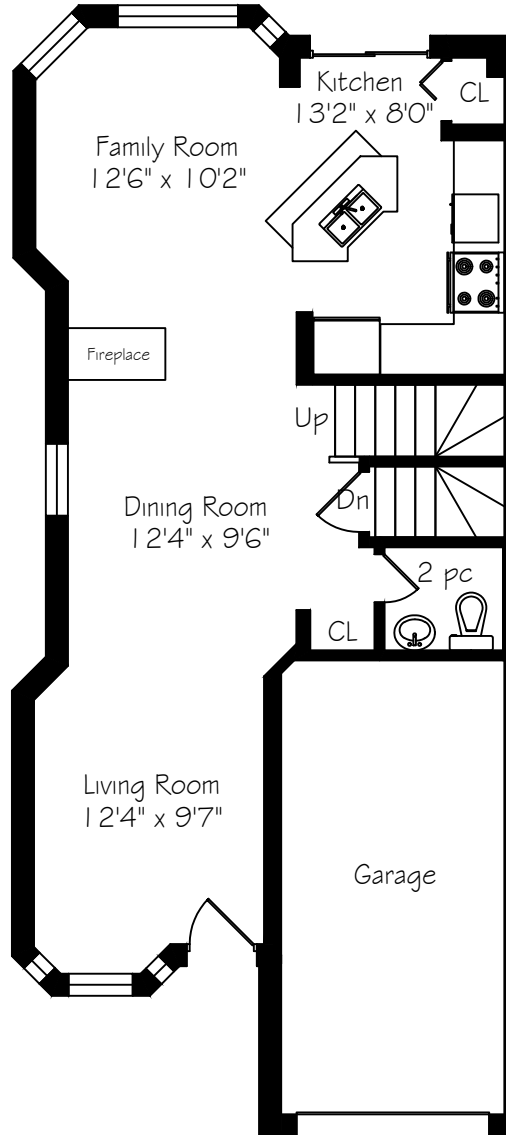 Kitchen
13'2" x 8'0"
CL
Family Room
12'6" x 10'2"
Fireplace
Up
Dining Room
12'4" x 9'6"
Dn
2 pc
CL
Living Room
12'4" x 9'7"
Garage